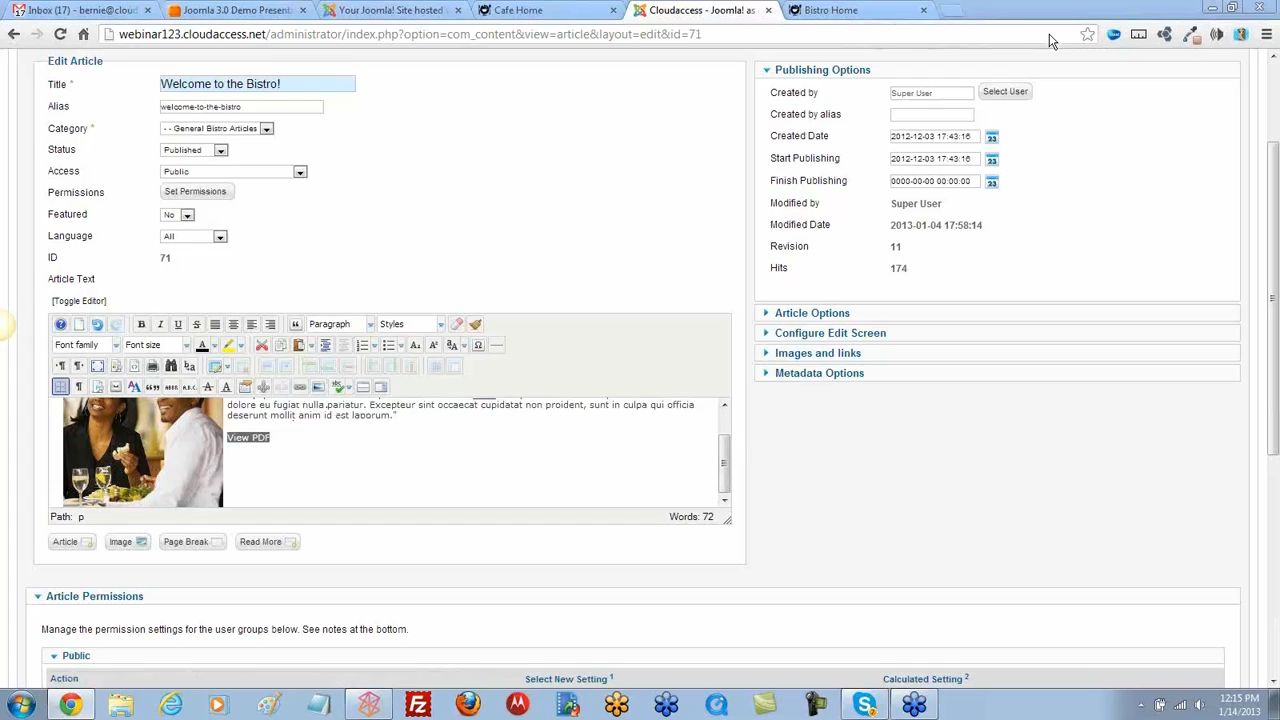 Inbox (17) - bernie@cloud
Joomla 3.0 Demo Presenta
Your Joomla! Site hosted
Cafe Home
Cloudaccess - Joomla! as
Bistro Home
webinar123.cloudaccess.net/administrator/index.php?option=com_content&view=article&layout=edit&id=71
Edit Article
Title * Welcome to the Bistro!
Alias welcome-to-the-bistro
Category * - - General Bistro Articles
Status Published
Access Public
Permissions Set Permissions
Featured No
Language All
ID 71
Article Text
[Toggle Editor]
B I U S Paragraph Styles
Font family Font size
dolore eu fugiat nulla pariatur. Excepteur sint occaecat cupidatat non proident, sunt in culpa qui officia
deserunt mollit anim id est laborum."
View PDF
Path: p Words: 72
Article Image Page Break Read More
Publishing Options
Created by Super User Select User
Created by alias
Created Date 2012-12-03 17:43:16 23
Start Publishing 2012-12-03 17:43:16 23
Finish Publishing 0000-00-00 00:00:00 23
Modified by Super User
Modified Date 2013-01-04 17:58:14
Revision 11
Hits 174
Article Options
Configure Edit Screen
Images and links
Metadata Options
Article Permissions
Manage the permission settings for the user groups below. See notes at the bottom.
Public
Action Select New Setting 1 Calculated Setting 2
12:15 PM
1/14/2013